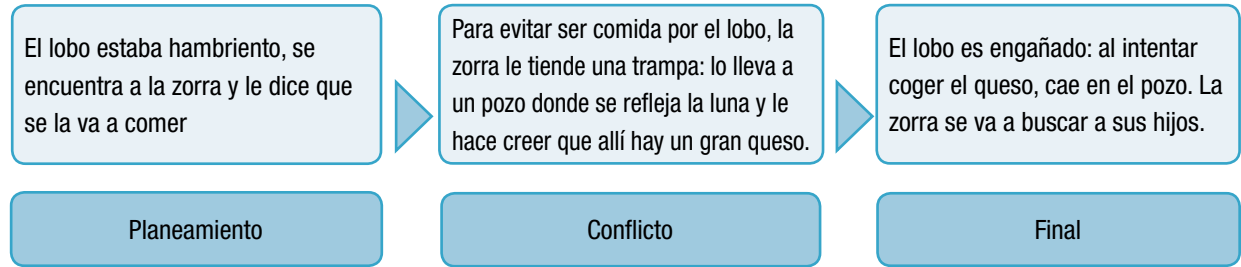 El lobo estaba hambriento, se
encuentra a la zorra y le dice que
se la va a comer
Para evitar ser comida por el lobo, la
zorra le tiende una trampa: lo lleva a
un pozo donde se refleja la luna y le
hace creer que allí hay un gran queso.
El lobo es engañado: al intentar
coger el queso, cae en el pozo. La
zorra se va a buscar a sus hijos.
Planeamiento
Conflicto
Final